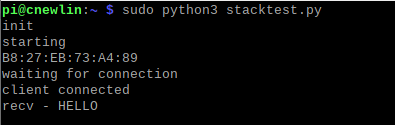 pi@cnewlin:~ $ sudo python3 stacktest.py
init
starting
B8:27:EB:73:A4:89
waiting for connection
client connected
recv - HELLO